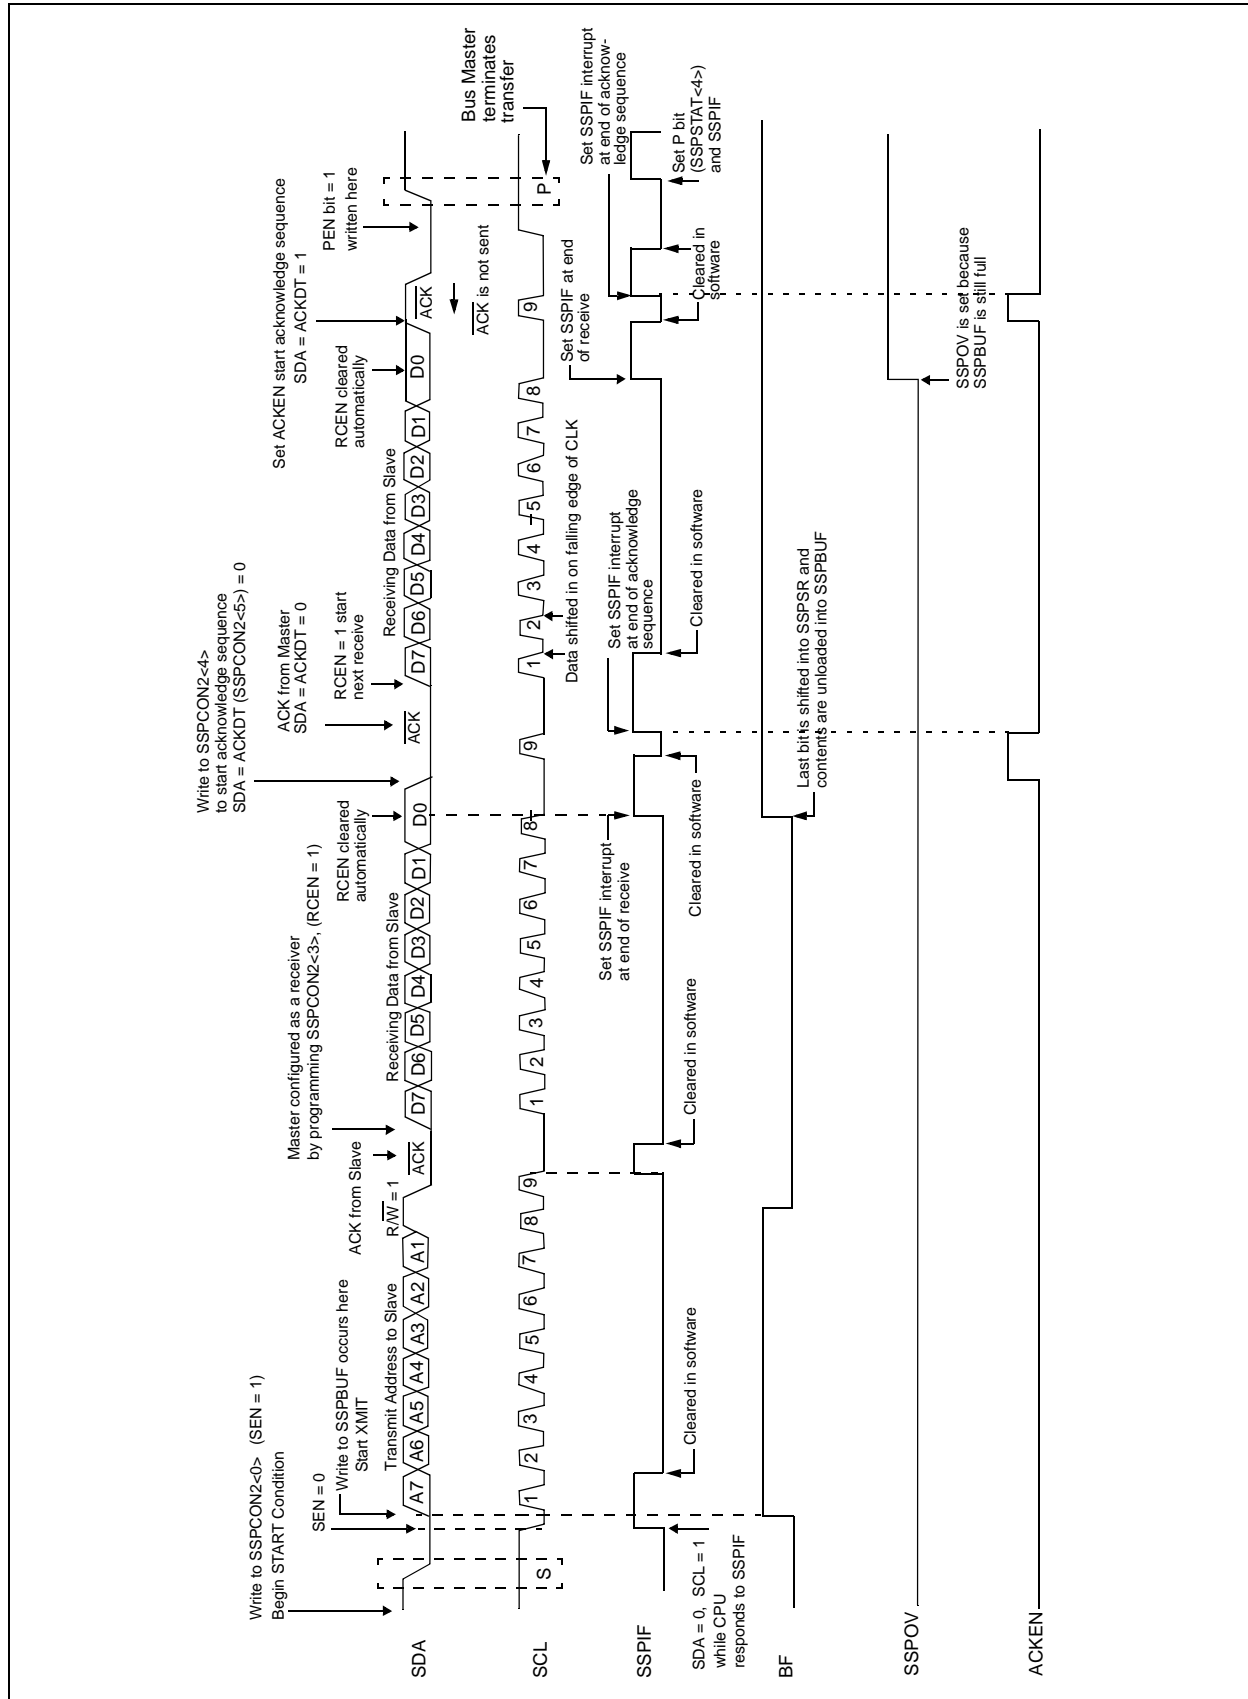 Write to SSPCON2<0> (SEN = 1)
Begin START Condition
SEN = 0
Write to SSPBUF occurs here
Start XMIT
Transmit Address to Slave
ACK from Slave
R/W = 1
Master configured as a receiver
by programming SSPCON2<3>, (RCEN = 1)
Receiving Data from Slave
RCEN cleared
automatically
Write to SSPCON2<4>
to start acknowledge sequence
SDA = ACKDT (SSPCON2<5>) = 0
ACK from Master
SDA = ACKDT = 0
RCEN = 1 start
next receive
Receiving Data from Slave
RCEN cleared
automatically
Set ACKEN start acknowledge sequence
SDA = ACKDT = 1
PEN bit = 1
written here
SDA
A7 A6 A5 A4 A3 A2 A1
ACK
D7 D6 D5 D4 D3 D2 D1 D0
ACK
D7 D6 D5 D4 D3 D2 D1 D0
ACK
ACK is not sent
Bus Master
terminates
transfer
SCL
S
1 2 3 4 5 6 7 8 9
1 2 3 4 5 6 7 8 9
1 2 3 4 5 6 7 8 9
P
Data shifted in on falling edge of CLK
SSPIF
SDA = 0, SCL = 1
while CPU
responds to SSPIF
Cleared in software
Cleared in software
Set SSPIF interrupt
at end of receive
Cleared in software
Set SSPIF interrupt
at end of acknowledge
sequence
Cleared in software
Set SSPIF at end
of receive
Cleared in
software
Set SSPIF interrupt
at end of acknow-
ledge sequence
Set P bit
(SSPSTAT<4>)
and SSPIF
BF
Last bit is shifted into SSPSR and
contents are unloaded into SSPBUF
SSPOV
SSPOV is set because
SSPBUF is still full
ACKEN